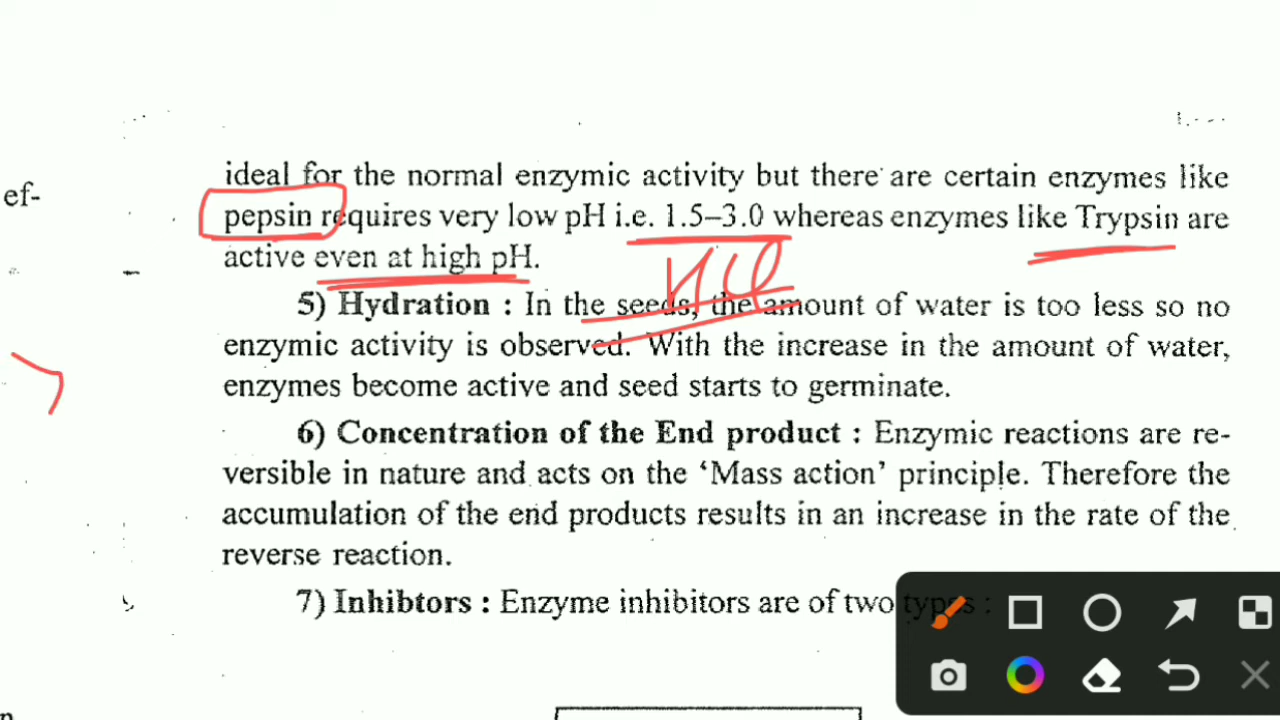 ef-
ideal for the normal enzymic activity but there are certain enzymes like
pepsin requires very low pH i.e. 1.5–3.0 whereas enzymes like Trypsin are
active even at high pH.
HCl
5) Hydration : In the seeds, the amount of water is too less so no
enzymic activity is observed. With the increase in the amount of water,
enzymes become active and seed starts to germinate.
6) Concentration of the End product : Enzymic reactions are re-
versible in nature and acts on the ‘Mass action’ principle. Therefore the
accumulation of the end products results in an increase in the rate of the
reverse reaction.
7) Inhibtors : Enzyme inhibitors are of two types :